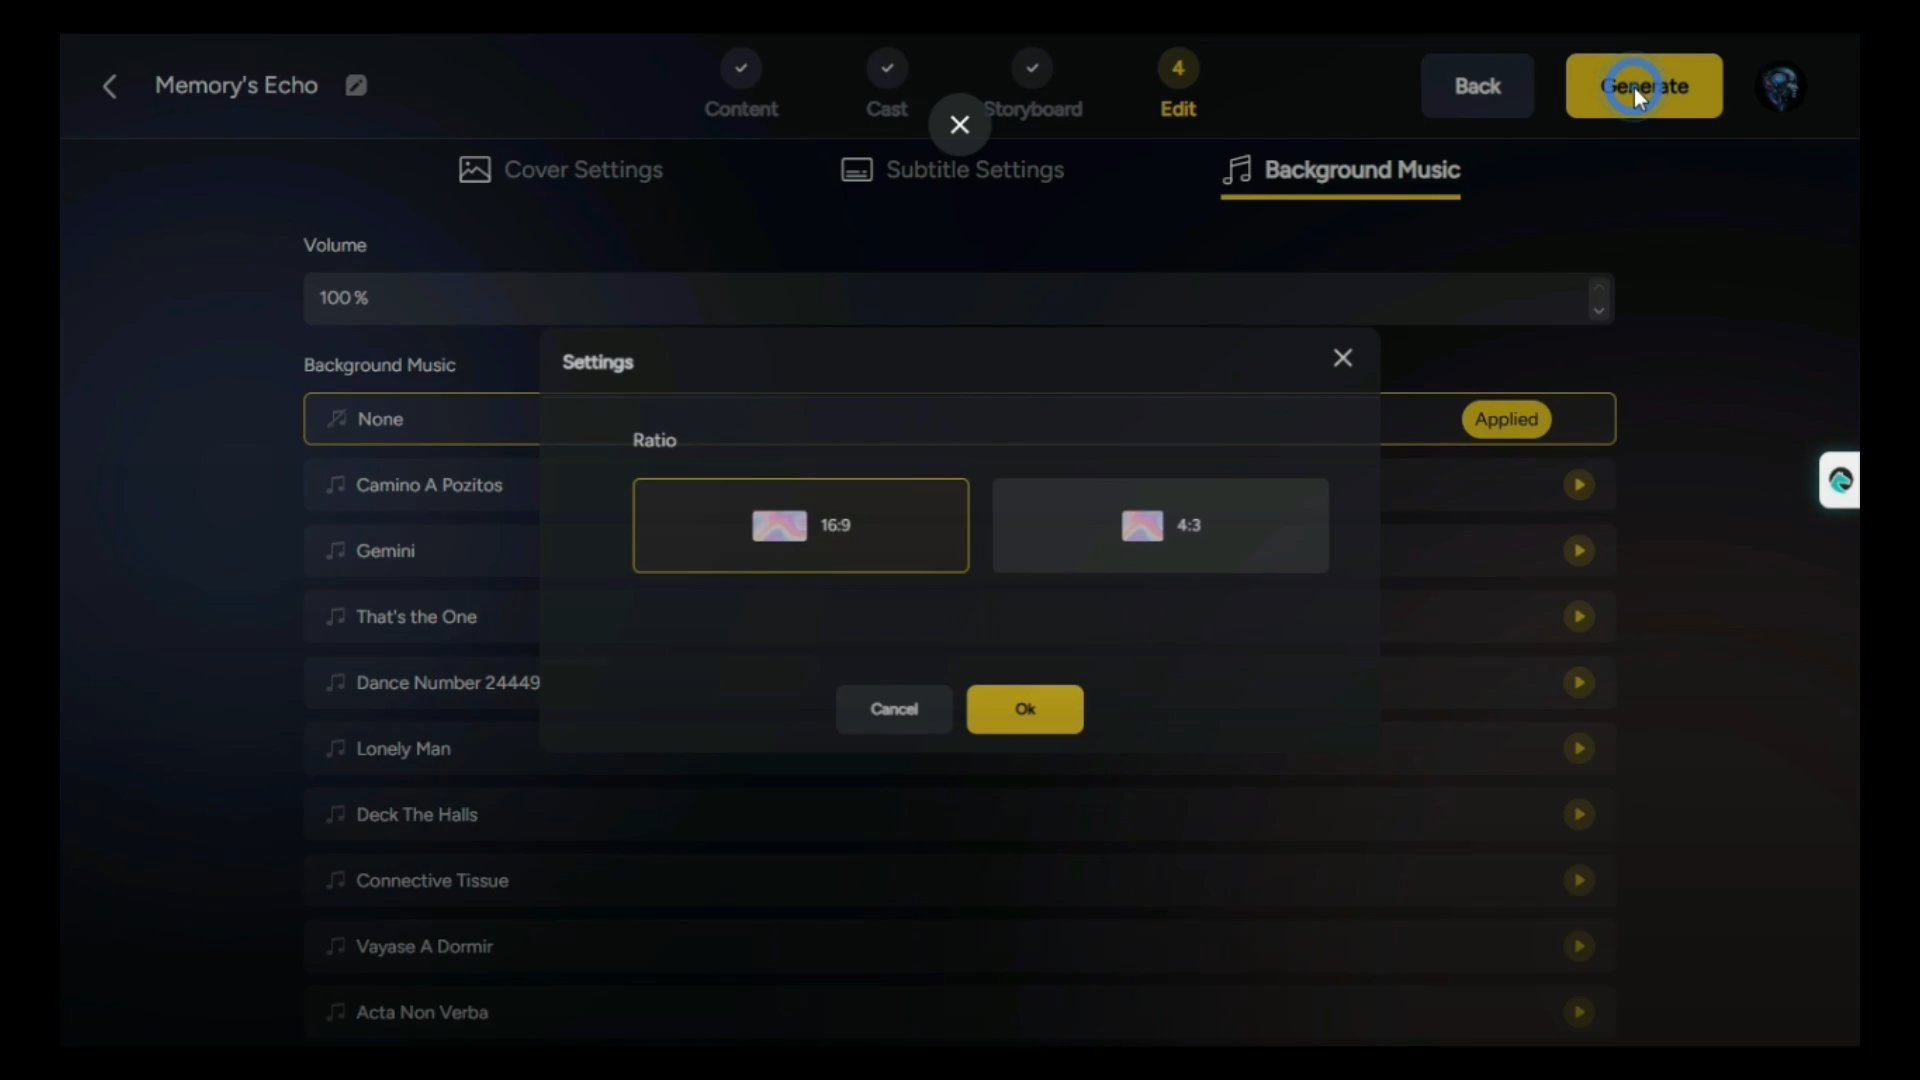 Memory's Echo
Content
Cast
Storyboard
4
Edit
Back
Generate
Cover Settings
Subtitle Settings
Background Music
Volume
100 %
Background Music
None
Applied
Camino A Pozitos
Gemini
That's the One
Dance Number 24449
Lonely Man
Deck The Halls
Connective Tissue
Vayase A Dormir
Acta Non Verba
Settings
Ratio
16:9
4:3
Cancel
Ok